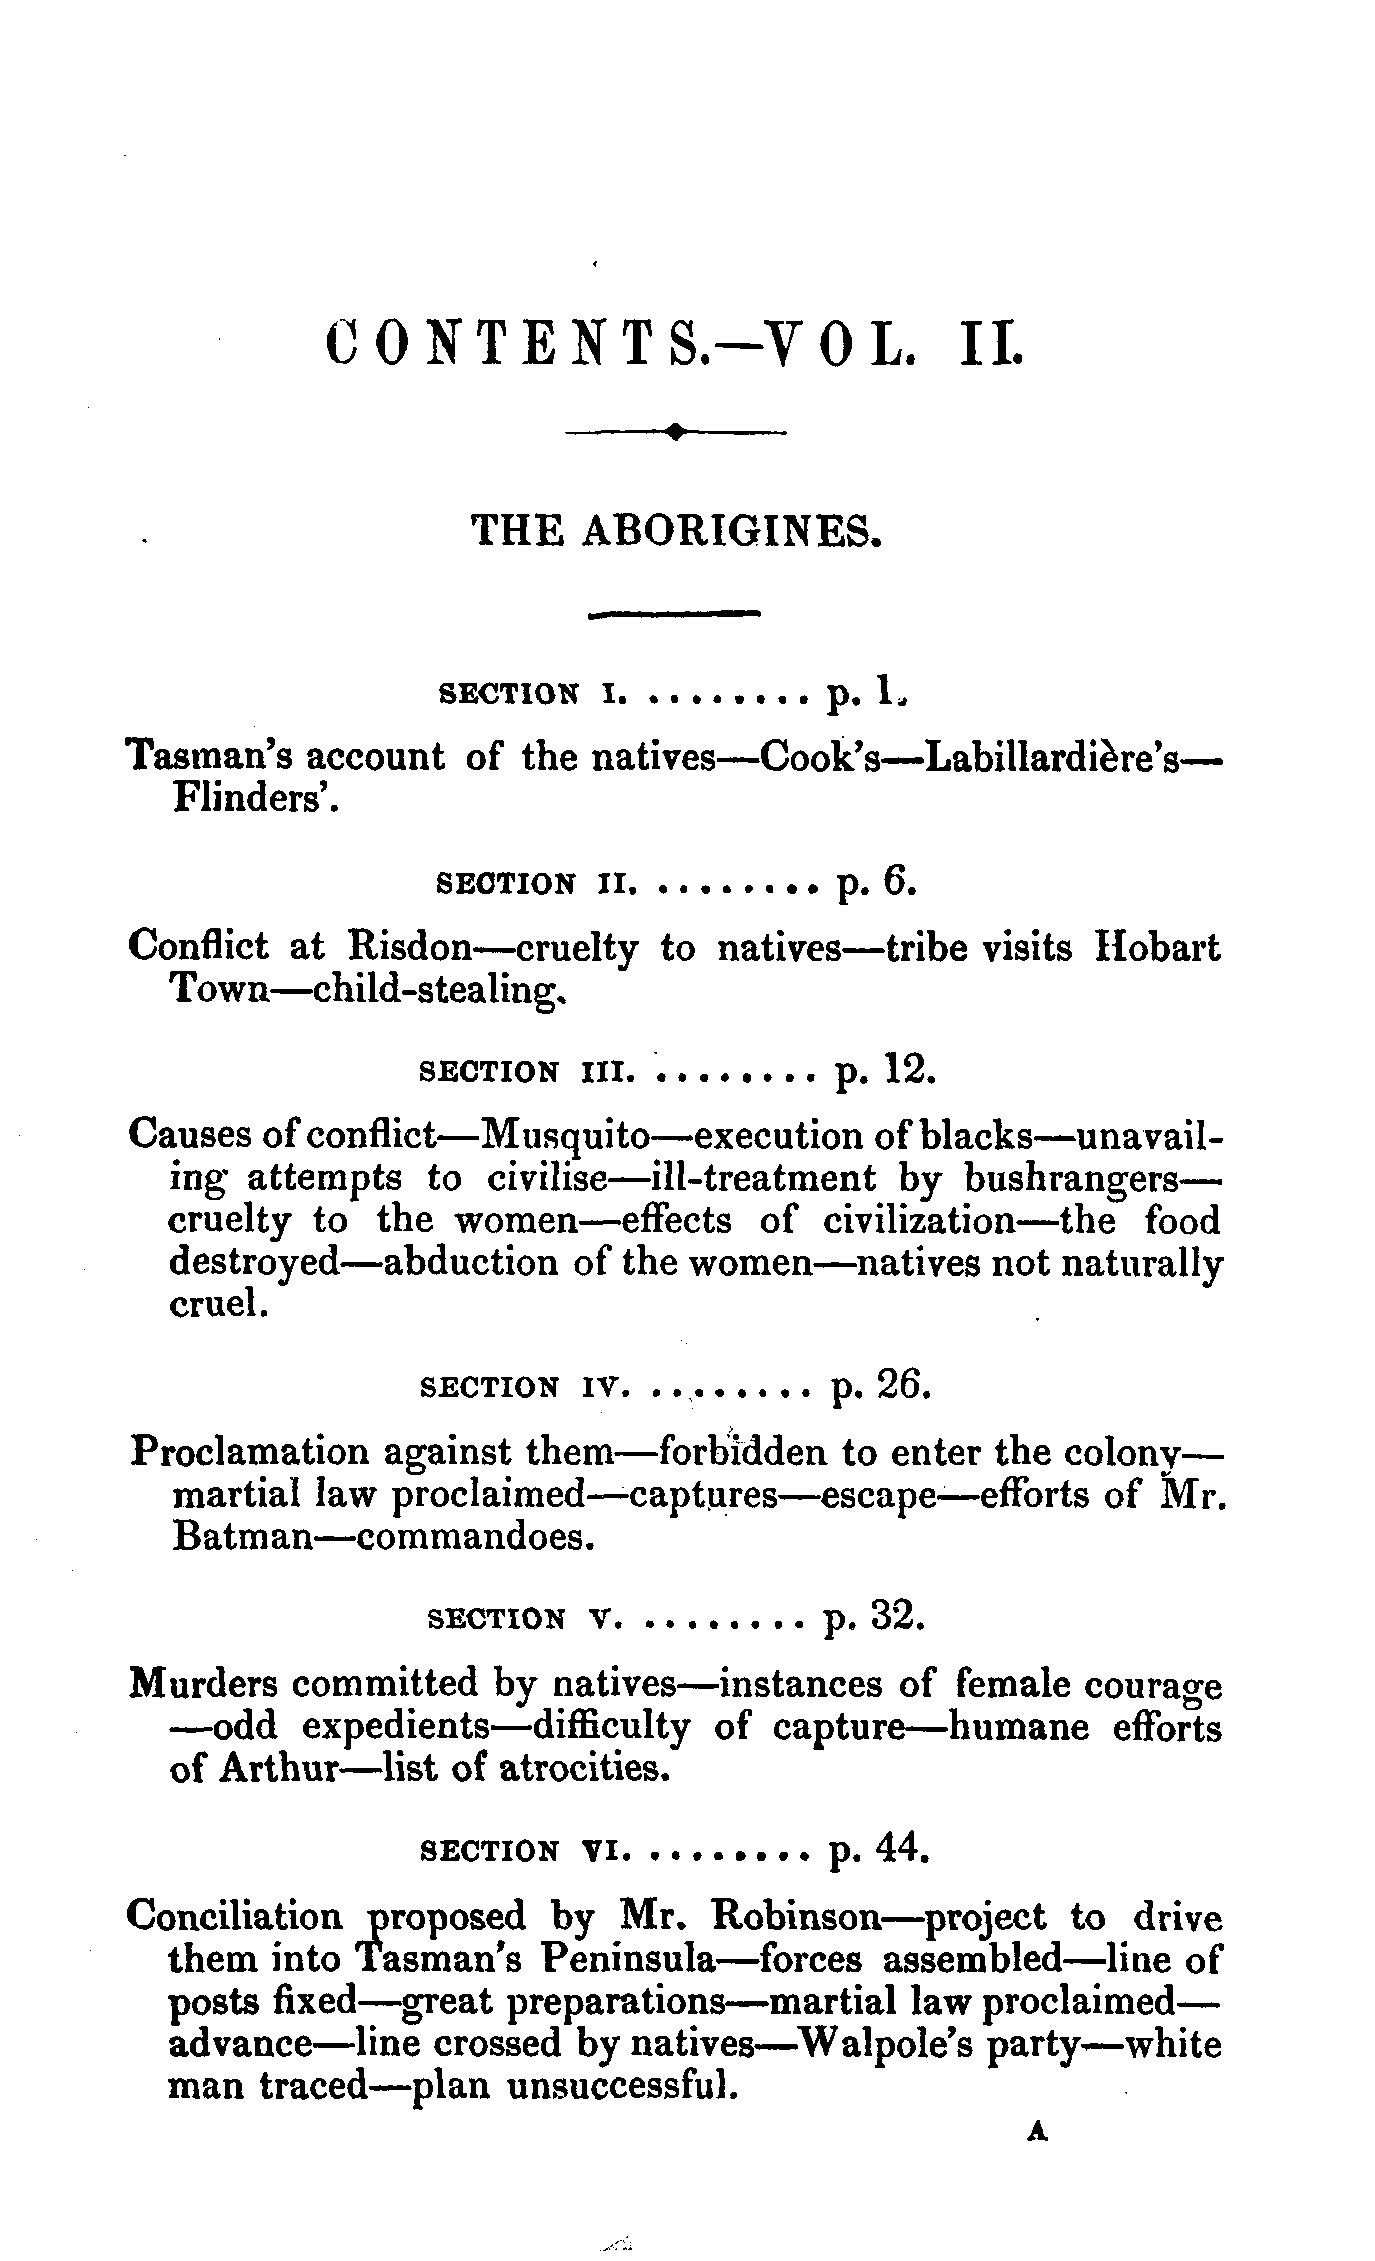 CONTENTS.—VOL. II.
THE ABORIGINES.
SECTION I. ........ p. 1.
Tasman's account of the natives—Cook's—Labillardière's—
Flinders'.
SECTION II. ........ p. 6.
Conflict at Risdon—cruelty to natives—tribe visits Hobart
Town—child-stealing.
SECTION III. ........ p. 12.
Causes of conflict—Musquito—execution of blacks—unavail-
ing attempts to civilise—ill-treatment by bushrangers—
cruelty to the women—effects of civilization—the food
destroyed—abduction of the women—natives not naturally
cruel.
SECTION IV. ........ p. 26.
Proclamation against them—forbidden to enter the colony—
martial law proclaimed—captures—escape—efforts of Mr.
Batman—commandoes.
SECTION V. ........ p. 32.
Murders committed by natives—instances of female courage
—odd expedients—difficulty of capture—humane efforts
of Arthur—list of atrocities.
SECTION VI. ........ p. 44.
Conciliation proposed by Mr. Robinson—project to drive
them into Tasman's Peninsula—forces assembled—line of
posts fixed—great preparations—martial law proclaimed—
advance—line crossed by natives—Walpole's party—white
man traced—plan unsuccessful.
A